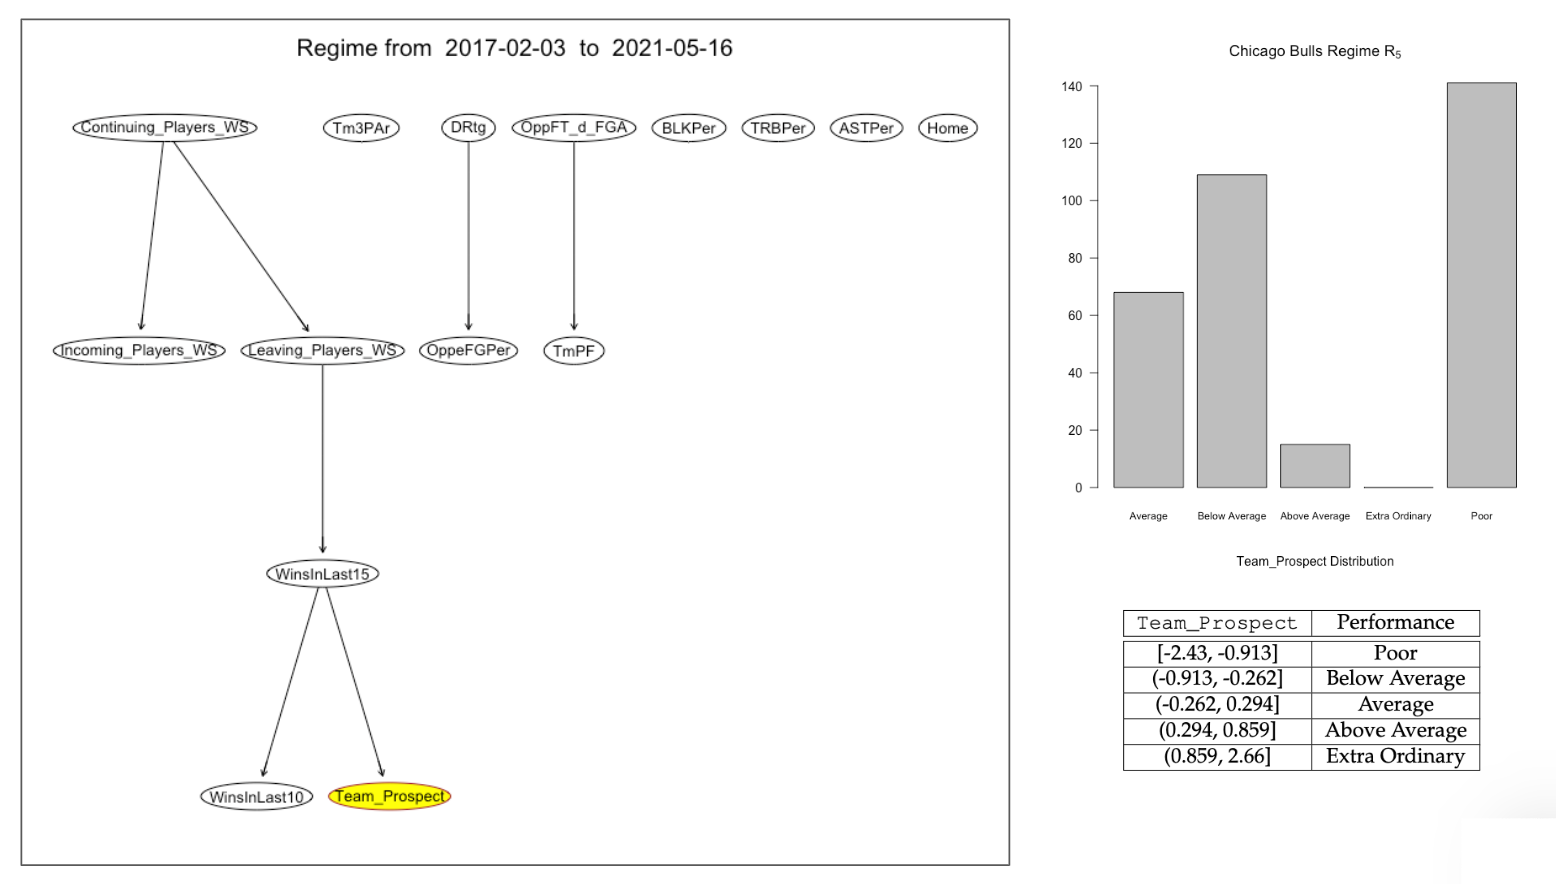 Regime from 2017-02-03 to 2021-05-16
Continuing_Players_WS
Tm3PAr
DRtg
OppFT_d_FGA
BLKPer
TRBPer
ASTPer
Home
Incoming_Players_WS
Leaving_Players_WS
OppeFGPer
TmPF
WinsInLast15
WinsInLast10
Team_Prospect
Chicago Bulls Regime R5
140
120
100
80
60
40
20
0
Average
Below Average
Above Average
Extra Ordinary
Poor
Team_Prospect Distribution
Team_Prospect Performance
[-2.43, -0.913] Poor
(-0.913, -0.262] Below Average
(-0.262, 0.294] Average
(0.294, 0.859] Above Average
(0.859, 2.66] Extra Ordinary